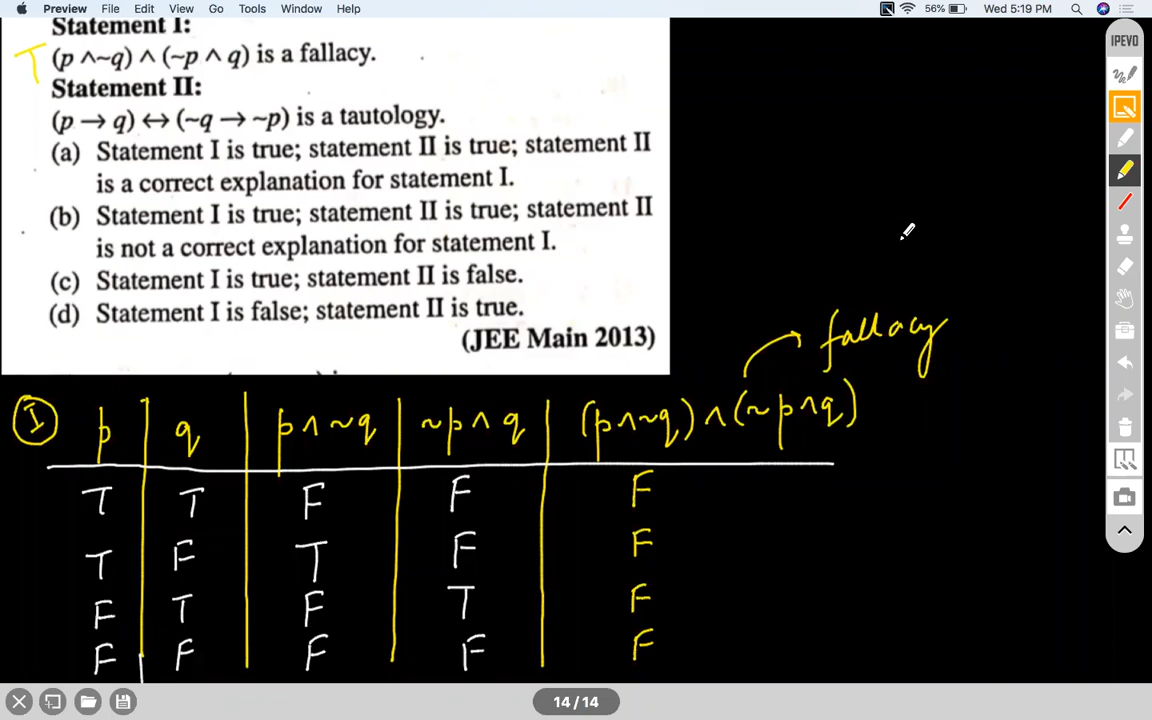 Preview File Edit View Go Tools Window Help 56% Wed 5:19 PM
IPEVO
Statement I:
T (p ∧~q) ∧ (~p ∧ q) is a fallacy.
Statement II:
(p → q) ↔ (~q → ~p) is a tautology.
(a) Statement I is true; statement II is true; statement II
is a correct explanation for statement I.
(b) Statement I is true; statement II is true; statement II
is not a correct explanation for statement I.
(c) Statement I is true; statement II is false.
(d) Statement I is false; statement II is true.
(JEE Main 2013)
fallacy
I p q p ∧ ~q ~p ∧ q (p ∧ ~q) ∧ (~p ∧ q)
T T F F F
T F T F F
F T F T F
F F F F F
14/14